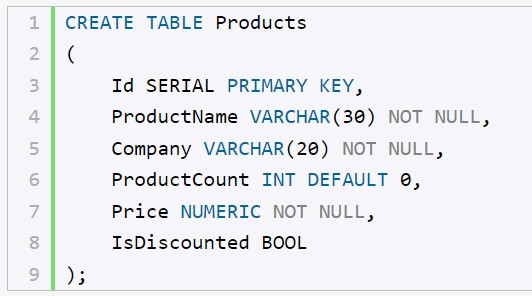 1 CREATE TABLE Products
2 (
3     Id SERIAL PRIMARY KEY,
4     ProductName VARCHAR(30) NOT NULL,
5     Company VARCHAR(20) NOT NULL,
6     ProductCount INT DEFAULT 0,
7     Price NUMERIC NOT NULL,
8     IsDiscounted BOOL
9 );